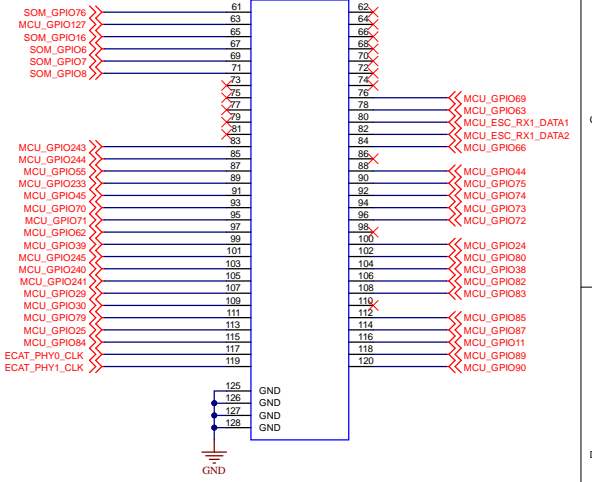 SOM_GPIO76 61 62
MCU_GPIO127 63 64
SOM_GPIO16 65 66
SOM_GPIO6 67 68
SOM_GPIO7 69 70
SOM_GPIO8 71 72
73 74
75 76 MCU_GPIO69
77 78 MCU_GPIO63
79 80 MCU_ESC_RX1_DATA1
81 82 MCU_ESC_RX1_DATA2
MCU_GPIO243 83 84 MCU_GPIO66
MCU_GPIO244 85 86
MCU_GPIO55 87 88 MCU_GPIO44
MCU_GPIO233 89 90 MCU_GPIO75
MCU_GPIO45 91 92 MCU_GPIO74
MCU_GPIO70 93 94 MCU_GPIO73
MCU_GPIO71 95 96 MCU_GPIO72
MCU_GPIO62 97 98
MCU_GPIO39 99 100 MCU_GPIO24
MCU_GPIO245 101 102 MCU_GPIO80
MCU_GPIO240 103 104 MCU_GPIO38
MCU_GPIO241 105 106 MCU_GPIO82
MCU_GPIO29 107 108 MCU_GPIO83
MCU_GPIO30 109 110
MCU_GPIO79 111 112 MCU_GPIO85
MCU_GPIO25 113 114 MCU_GPIO87
MCU_GPIO84 115 116 MCU_GPIO11
ECAT_PHY0_CLK 117 118 MCU_GPIO89
ECAT_PHY1_CLK 119 120 MCU_GPIO90
125 GND
126 GND
127 GND
128 GND
GND